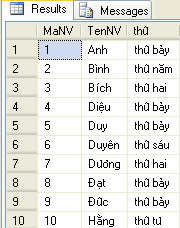 Results Messages
MaNV TenNV thứ
1 1 Anh thứ bảy
2 2 Bình thứ năm
3 3 Bích thứ hai
4 4 Diệu thứ bảy
5 5 Duy thứ bảy
6 6 Duyên thứ sáu
7 7 Dương thứ hai
8 8 Đạt thứ bảy
9 9 Đức thứ bảy
10 10 Hằng thứ tư